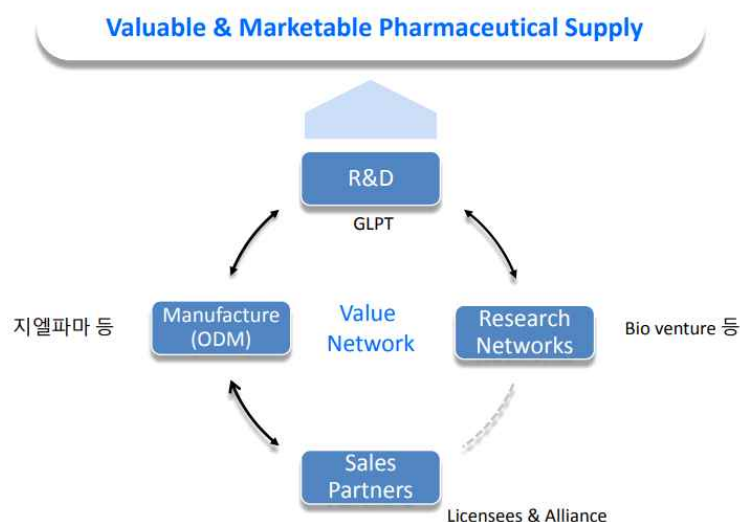 Valuable & Marketable Pharmaceutical Supply
R&D
GLPT
지엘파마 등
Manufacture
(ODM)
Value
Network
Research
Networks
Bio venture 등
Sales
Partners
Licensees & Alliance